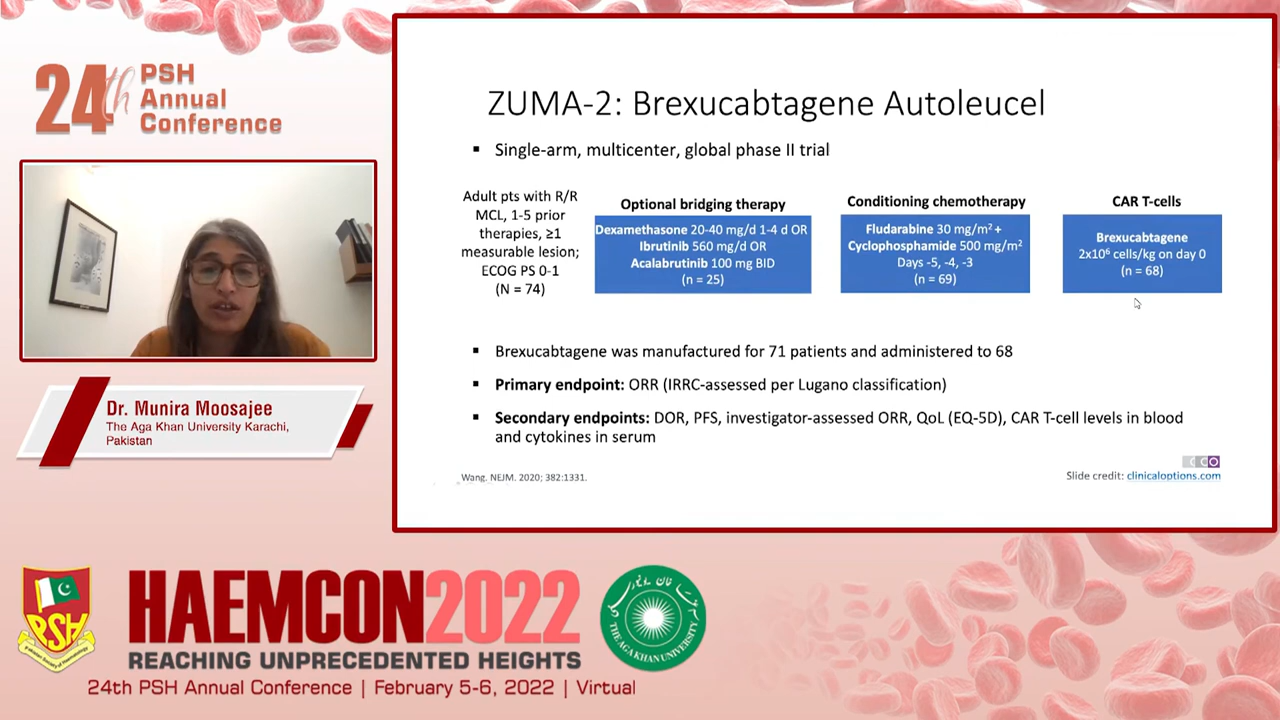 24th PSH
Annual
Conference
Dr. Munira Moosajee
The Aga Khan University Karachi,
Pakistan
ZUMA-2: Brexucabtagene Autoleucel
▪ Single-arm, multicenter, global phase II trial
Adult pts with R/R
MCL, 1-5 prior
therapies, ≥1
measurable lesion;
ECOG PS 0-1
(N = 74)
Optional bridging therapy
Dexamethasone 20-40 mg/d 1-4 d OR
Ibrutinib 560 mg/d OR
Acalabrutinib 100 mg BID
(n = 25)
Conditioning chemotherapy
Fludarabine 30 mg/m² +
Cyclophosphamide 500 mg/m²
Days -5, -4, -3
(n = 69)
CAR T-cells
Brexucabtagene
2x10⁶ cells/kg on day 0
(n = 68)
▪ Brexucabtagene was manufactured for 71 patients and administered to 68
▪ Primary endpoint: ORR (IRRC-assessed per Lugano classification)
▪ Secondary endpoints: DOR, PFS, investigator-assessed ORR, QoL (EQ-5D), CAR T-cell levels in blood
and cytokines in serum
Wang. NEJM. 2020; 382:1331.
CCO
Slide credit: clinicaloptions.com
PSH
HAEMCON2022
REACHING UNPRECEDENTED HEIGHTS
THE AGA KHAN UNIVERSITY
24th PSH Annual Conference | February 5-6, 2022 | Virtual